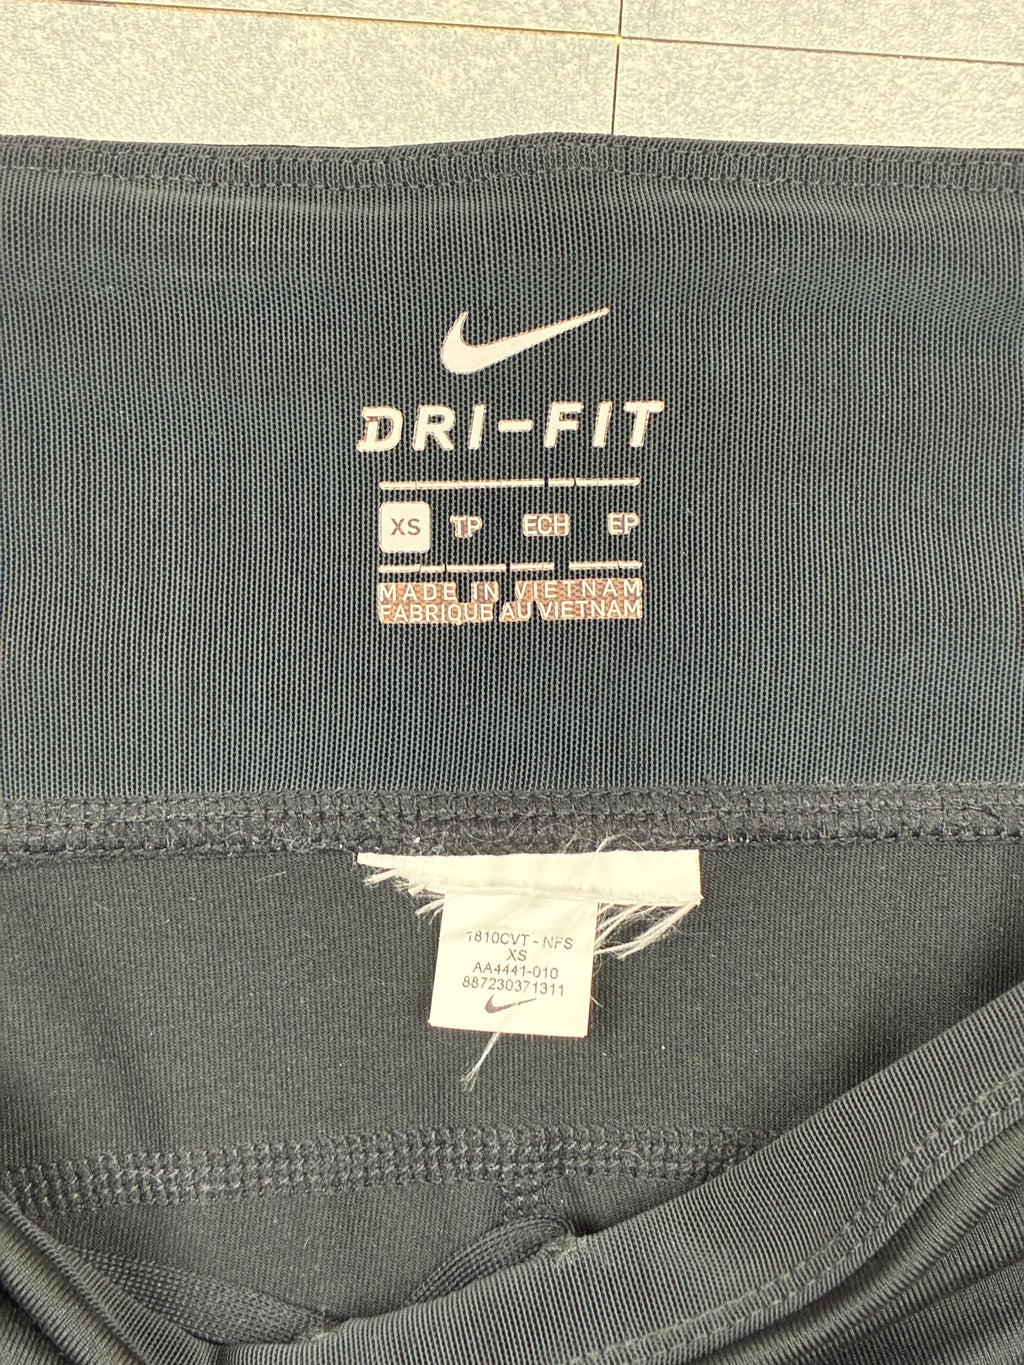 DRI-FIT
XS TP ECH EP
MADE IN VIETNAM
FABRIQUE AU VIETNAM
1810CVT - NFS
XS
AA4441-010
887230371311